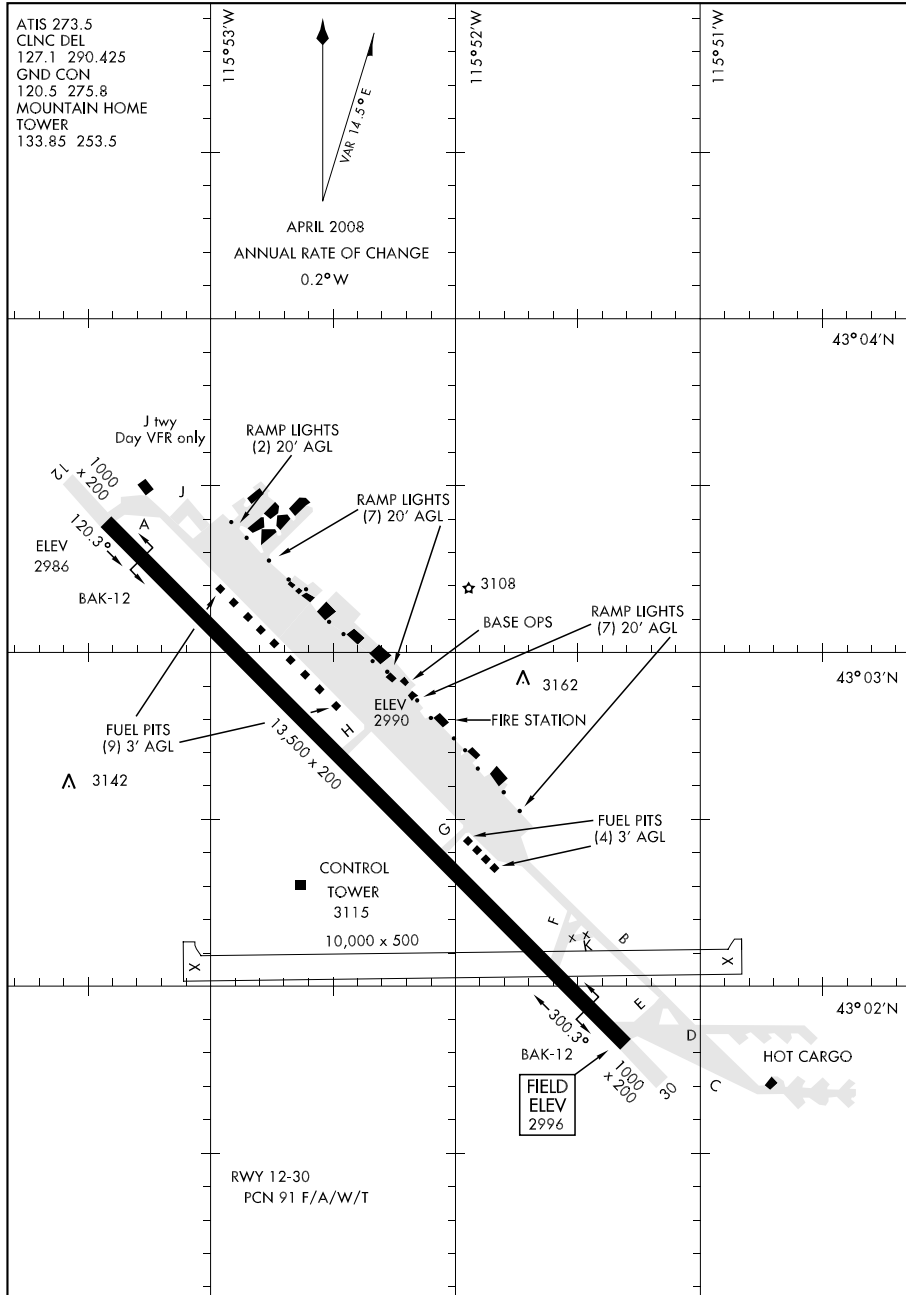 ATIS 273.5
CLNC DEL
127.1 290.425
GND CON
120.5 275.8
MOUNTAIN HOME
TOWER
133.85 253.5
115°53'W
115°52'W
115°51'W
VAR 14.5°E
APRIL 2008
ANNUAL RATE OF CHANGE
0.2°W
43°04'N
J twy
Day VFR only
RAMP LIGHTS
(2) 20' AGL
12
1000
x 200
J
RAMP LIGHTS
(7) 20' AGL
120.3°
A
ELEV
2986
BAK-12
3108
RAMP LIGHTS
(7) 20' AGL
BASE OPS
43°03'N
3162
ELEV
2990
FIRE STATION
FUEL PITS
(9) 3' AGL
13,500 x 200
H
3142
G
FUEL PITS
(4) 3' AGL
CONTROL
TOWER
3115
10,000 x 500
F
x x
K
B
X
X
43°02'N
E
300.3°
D
BAK-12
HOT CARGO
1000
x 200
30
C
FIELD
ELEV
2996
RWY 12-30
PCN 91 F/A/W/T